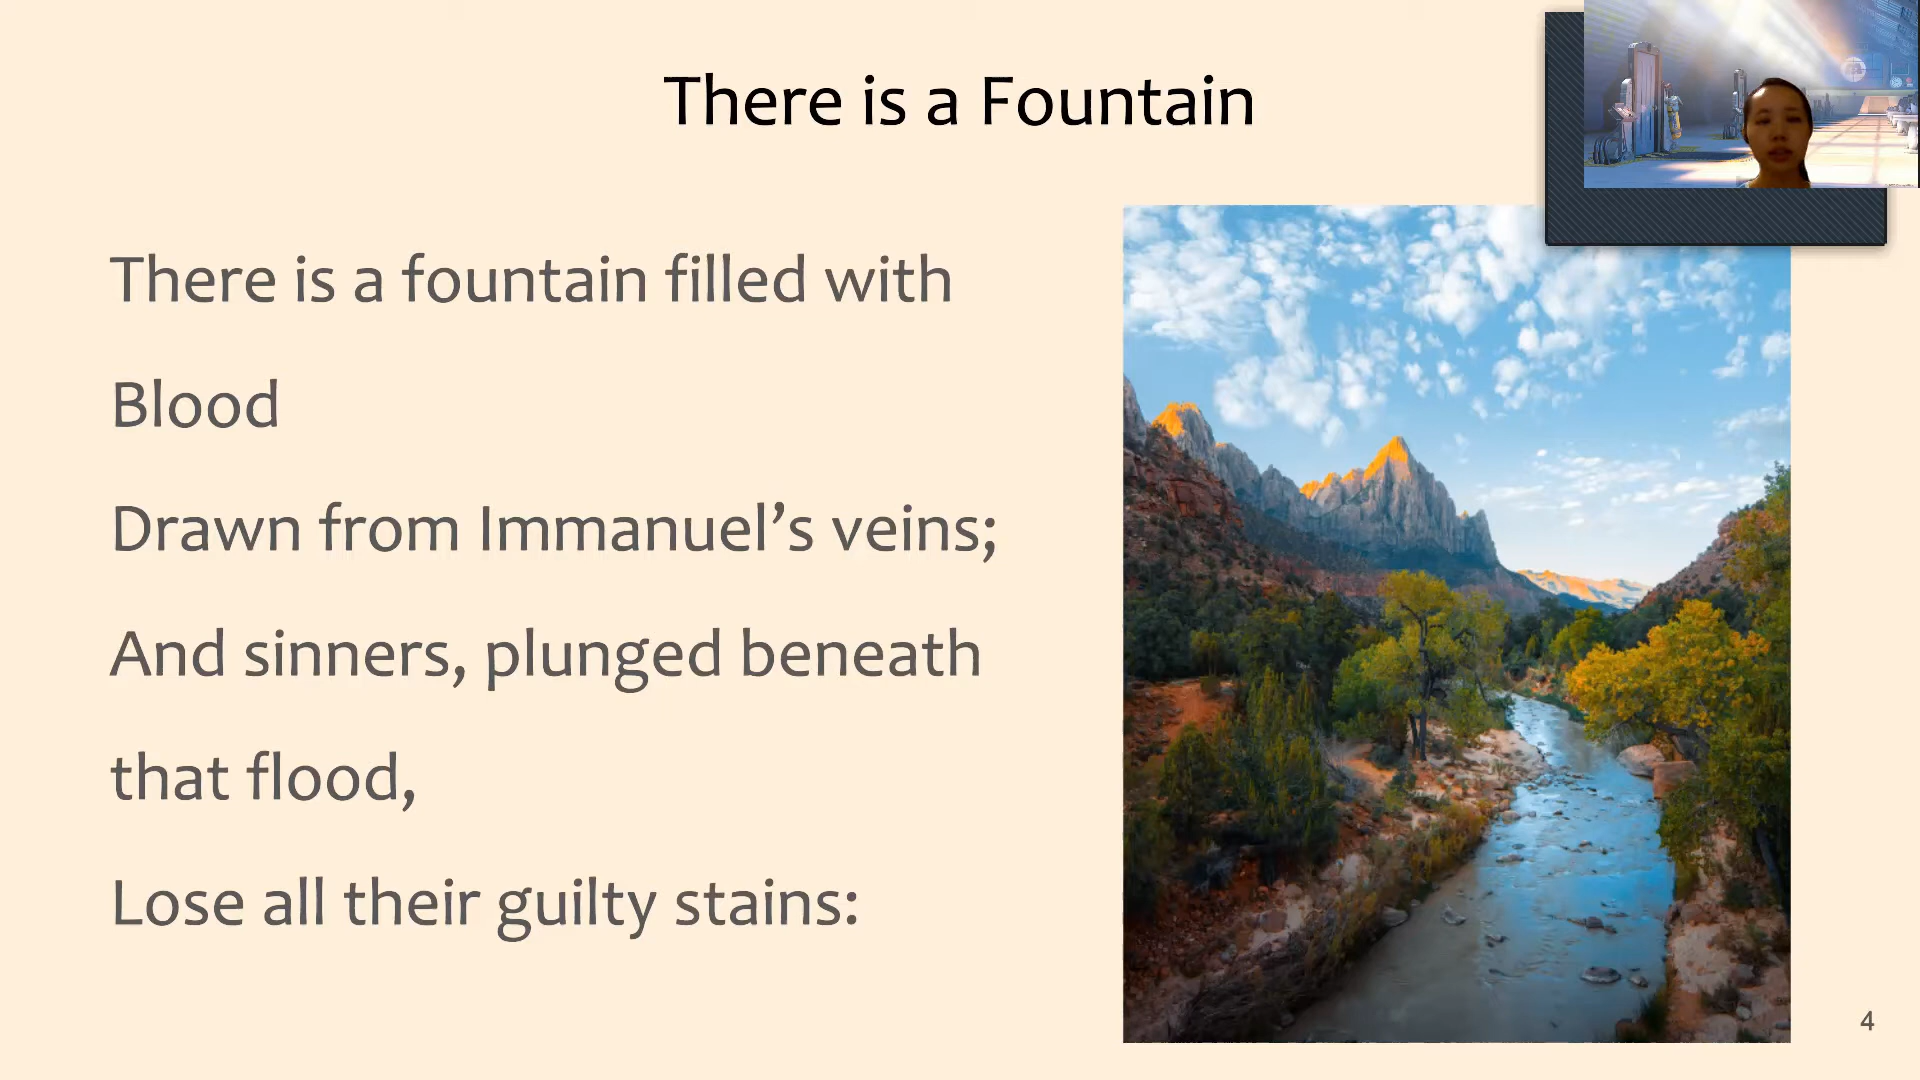 There is a Fountain
There is a fountain filled with
Blood
Drawn from Immanuel’s veins;
And sinners, plunged beneath
that flood,
Lose all their guilty stains:
4